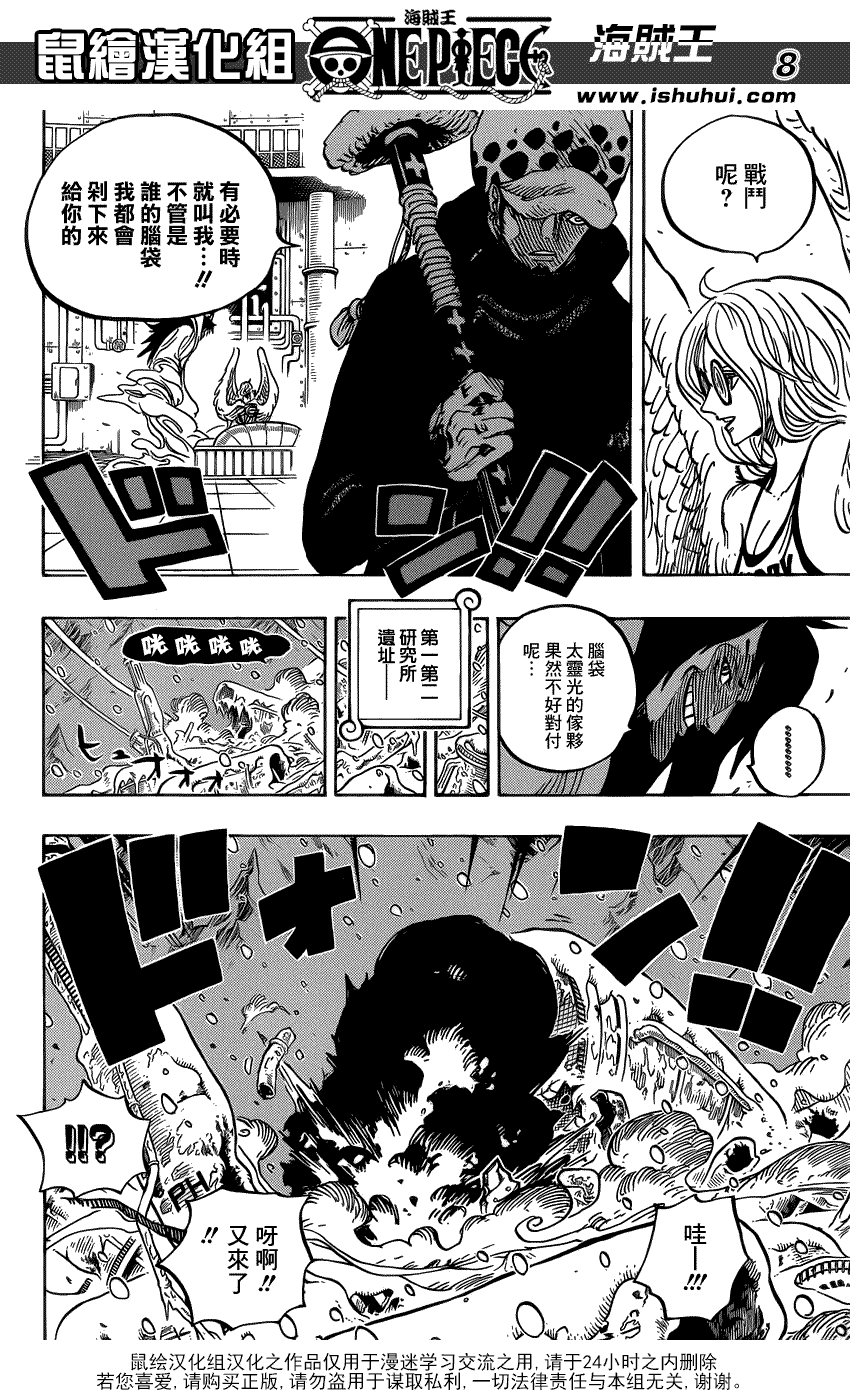 鼠繪漢化組
海賊王
ONE PIECE
海賊王
8
www.ishuhui.com
戰鬥
呢?
有必要時
就叫我…!!
不管是
誰的腦袋
我都會
剁下來
給你的
ドン!!
………
腦袋
太靈光的傢夥
果然不好對付
呢…
第一第二
研究所
遺址——
咣咣咣咣
ヒュオオ
ドォン!!
!!?
PH
哇—!!!
呀啊!!
又來了
!!
鼠绘汉化组汉化之作品仅用于漫迷学习交流之用, 请于24小时之内删除
若您喜爱, 请购买正版, 请勿盗用于谋取私利, 一切法律责任与本组无关, 谢谢。